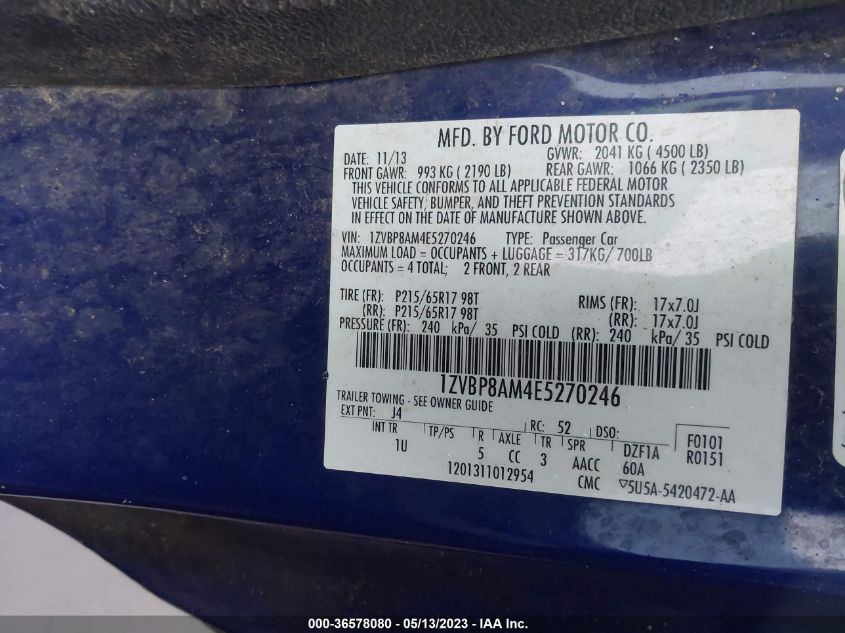 MFD. BY FORD MOTOR CO.
DATE: 11/13 GVWR: 2041 KG ( 4500 LB)
FRONT GAWR: 993 KG ( 2190 LB) REAR GAWR: 1066 KG ( 2350 LB)
THIS VEHICLE CONFORMS TO ALL APPLICABLE FEDERAL MOTOR
VEHICLE SAFETY, BUMPER, AND THEFT PREVENTION STANDARDS
IN EFFECT ON THE DATE OF MANUFACTURE SHOWN ABOVE.
VIN: 1ZVBP8AM4E5270246 TYPE: Passenger Car
MAXIMUM LOAD = OCCUPANTS + LUGGAGE = 317KG/700LB
OCCUPANTS = 4 TOTAL; 2 FRONT, 2 REAR
TIRE (FR): P215/65R17 98T RIMS (FR): 17x7.0J
(RR): P215/65R17 98T (RR): 17x7.0J
PRESSURE (FR): 240 kPa/ 35 PSI COLD (RR): 240 kPa/ 35 PSI COLD
1ZVBP8AM4E5270246
TRAILER TOWING - SEE OWNER GUIDE
EXT PNT: J4 RC: 52 DSO: F0101
INT TR TP/PS R AXLE TR SPR DZF1A R0151
1U 5 CC 3 AACC 60A
1201311012954 CMC ▽5U5A-5420472-AA
000-36578080 - 05/13/2023 - IAA Inc.